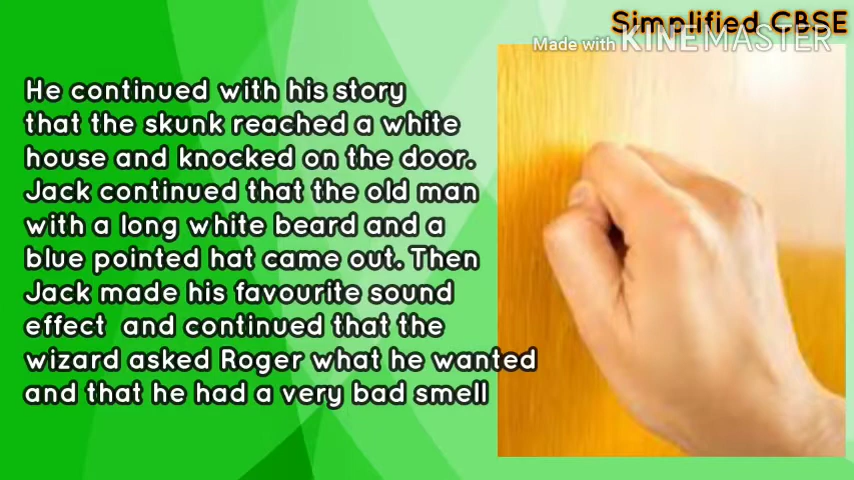 Simplified CBSE
Made with KINEMASTER
He continued with his story
that the skunk reached a white
house and knocked on the door.
Jack continued that the old man
with a long white beard and a
blue pointed hat came out. Then
Jack made his favourite sound
effect  and continued that the
wizard asked Roger what he wanted
and that he had a very bad smell